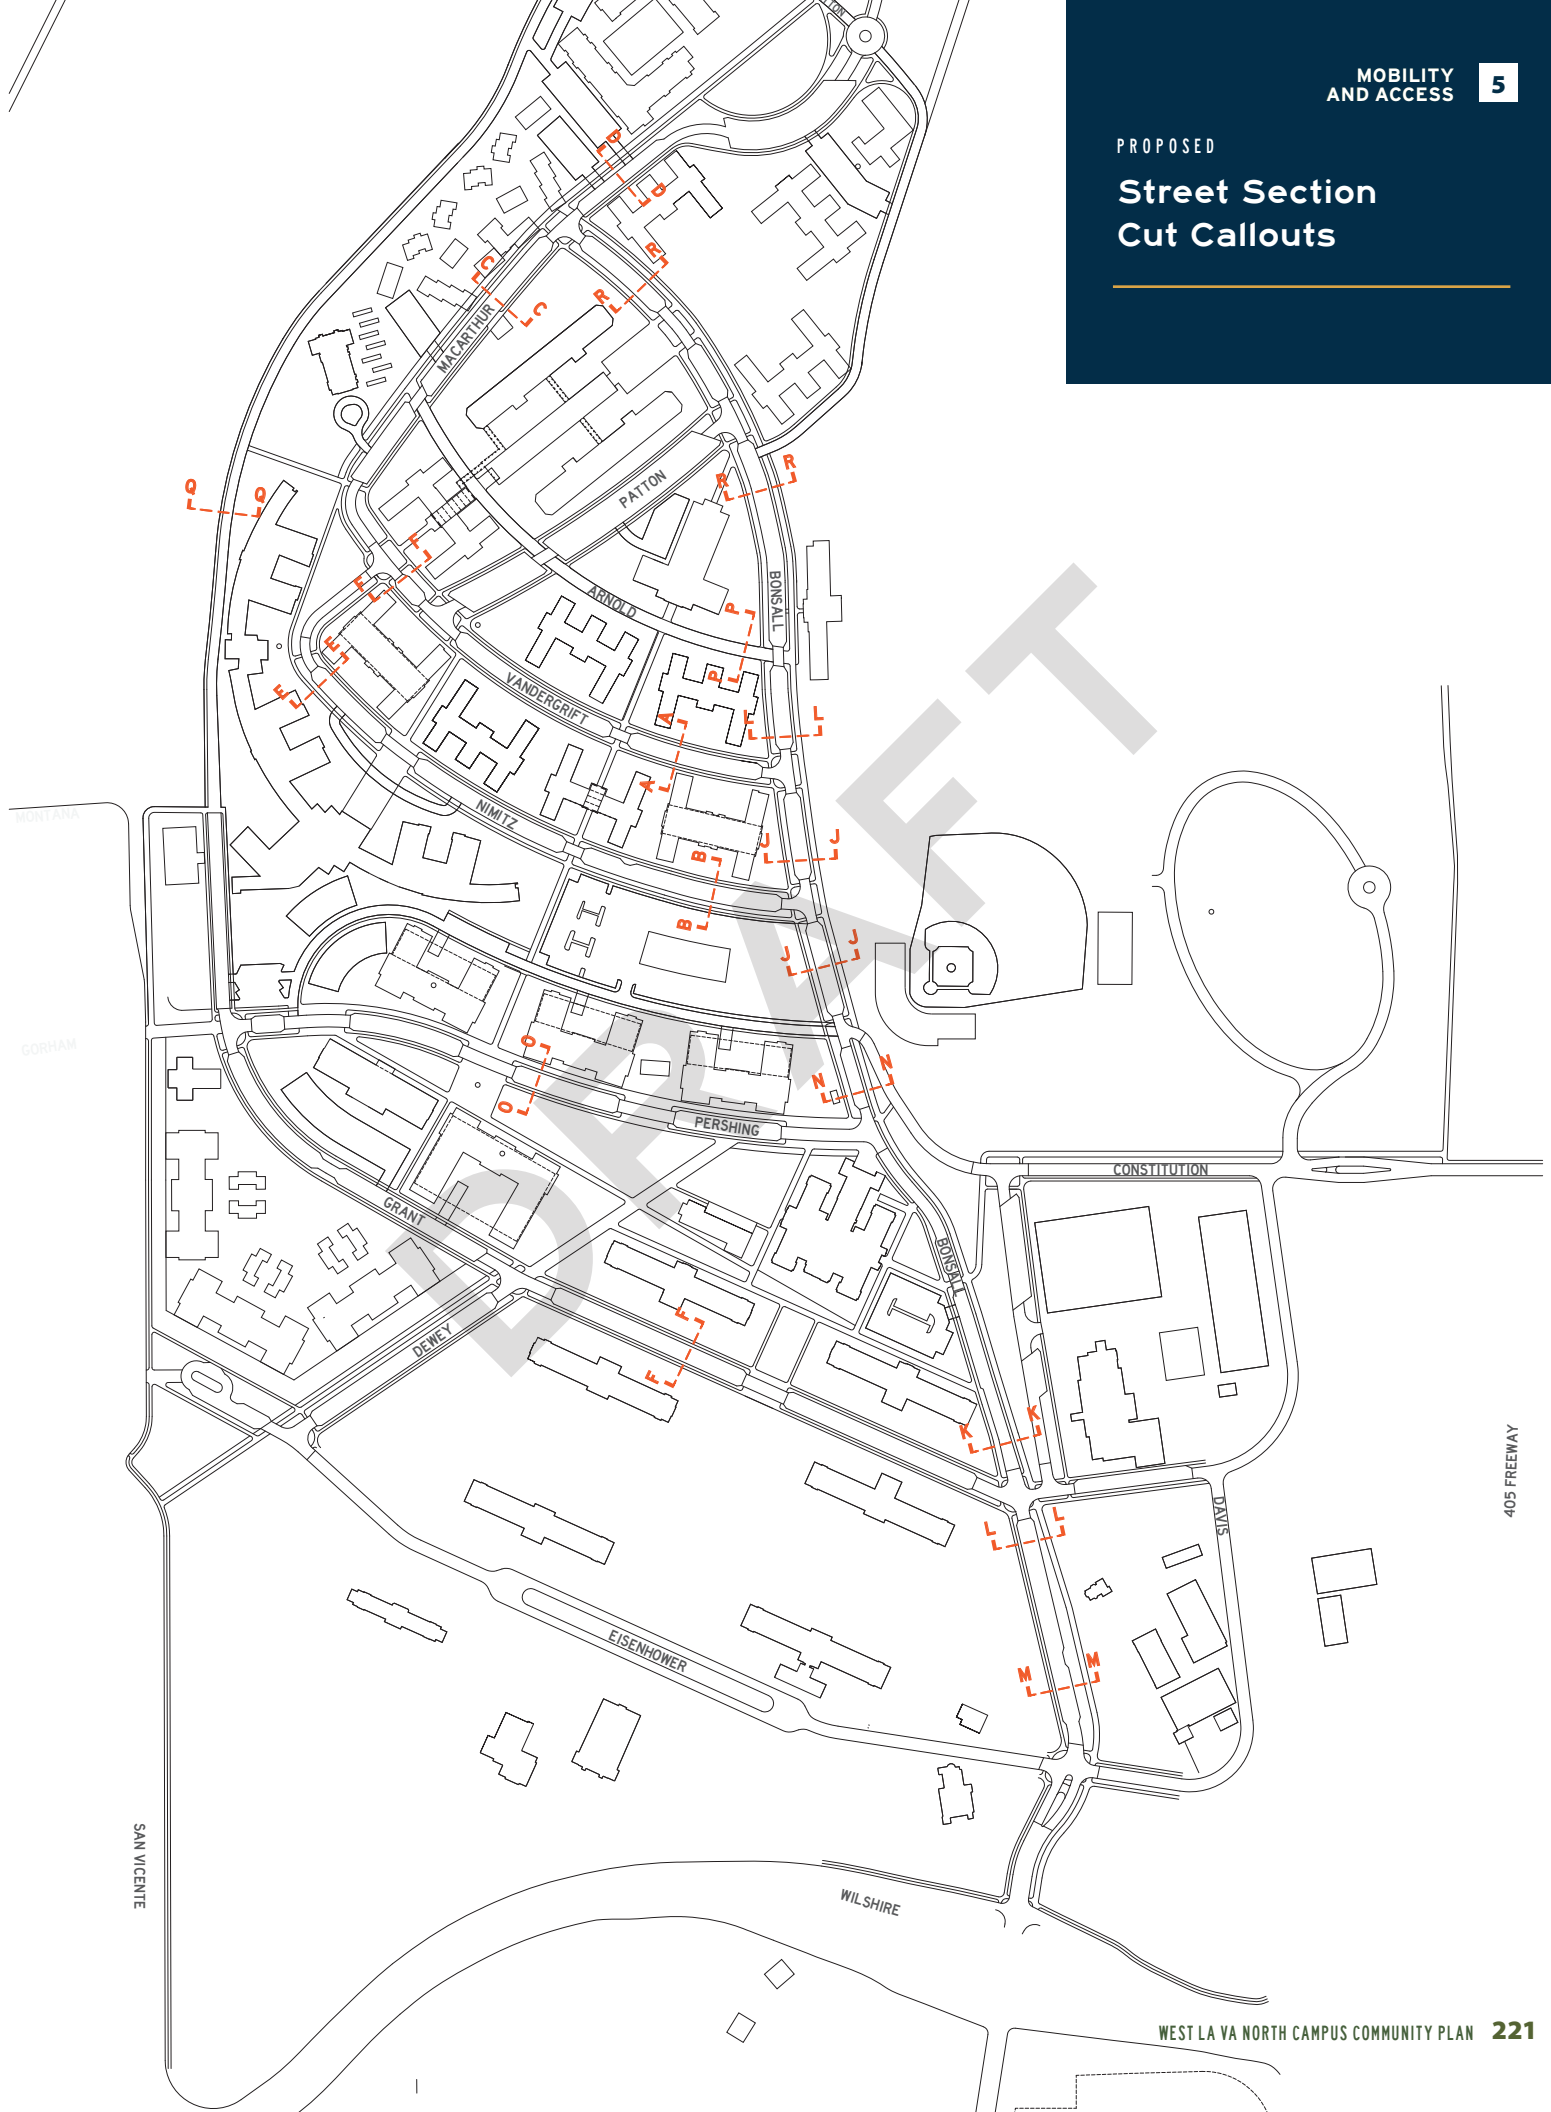 MOBILITY
AND ACCESS
5
PROPOSED
Street Section
Cut Callouts
D
D
R
C
R
C
MACARTHUR
R
Q
Q
R
PATTON
F
F
BONSALL
ARNOLD
P
E
P
E
VANDERGRIFT
A
L
L
A
NIMITZ
MONTANA
J
J
B
B
J
J
DRAFT
O
GORHAM
N
N
O
PERSHING
CONSTITUTION
GRANT
BONSALL
F
DEWEY
F
K
K
405 FREEWAY
DAVIS
L
L
EISENHOWER
M
M
SAN VICENTE
WILSHIRE
WEST LA VA NORTH CAMPUS COMMUNITY PLAN 221